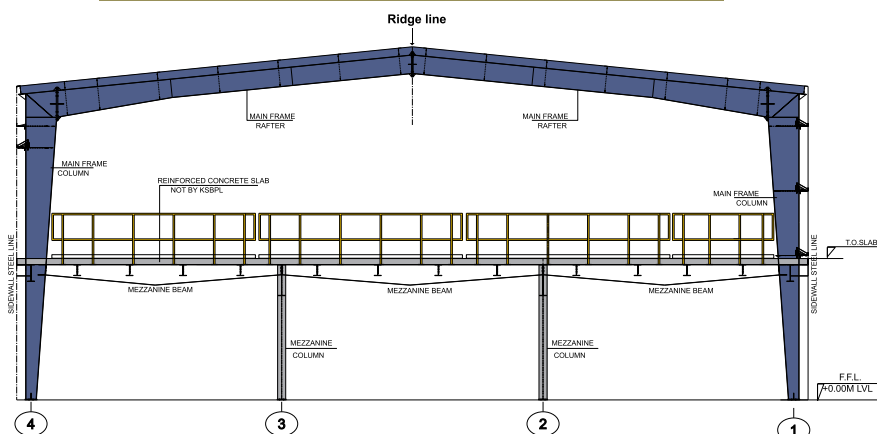 Ridge line
MAIN FRAME
RAFTER
MAIN FRAME
RAFTER
MAIN FRAME
COLUMN
REINFORCED CONCRETE SLAB
NOT BY KSBPL
MAIN FRAME
COLUMN
SIDEWALL STEEL LINE
SIDEWALL STEEL LINE
T.O.SLAB
MEZZANINE BEAM
MEZZANINE BEAM
MEZZANINE BEAM
MEZZANINE
COLUMN
MEZZANINE
COLUMN
F.F.L.
+0.00M LVL
4
3
2
1